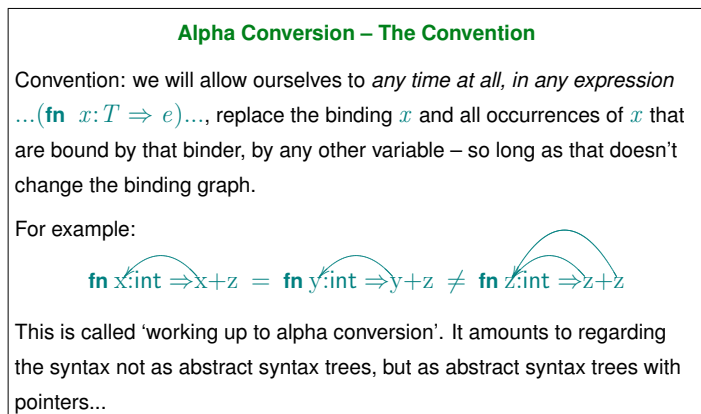 Alpha Conversion – The Convention
Convention: we will allow ourselves to any time at all, in any expression
...(fn x:T ⇒ e)..., replace the binding x and all occurrences of x that
are bound by that binder, by any other variable – so long as that doesn't
change the binding graph.
For example:
fn x:int ⇒x+z = fn y:int ⇒y+z ≠ fn z:int ⇒z+z
This is called ‘working up to alpha conversion’. It amounts to regarding
the syntax not as abstract syntax trees, but as abstract syntax trees with
pointers...